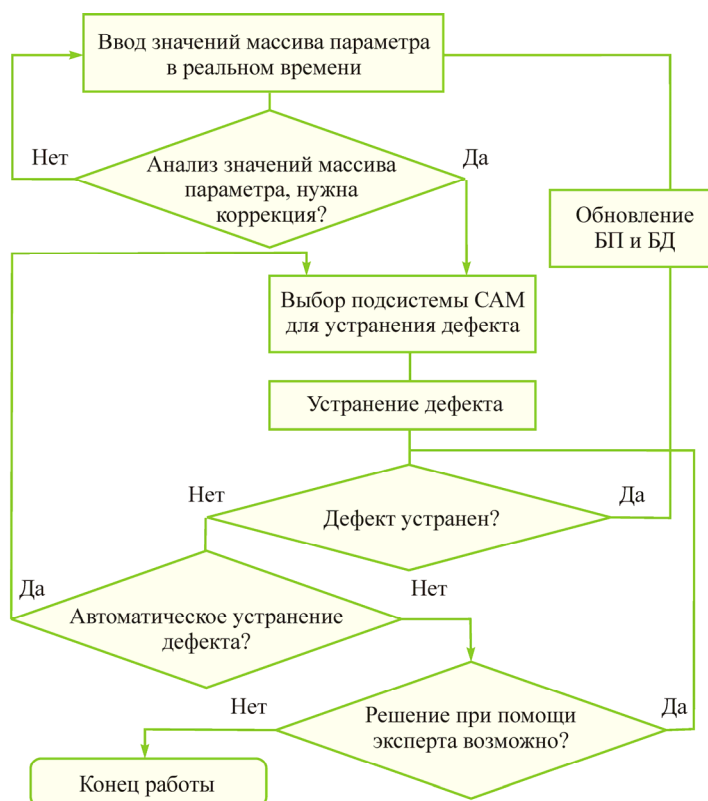 Ввод значений массива параметра
в реальном времени
Нет
Да
Анализ значений массива
параметра, нужна
коррекция?
Обновление
БП и БД
Выбор подсистемы САМ
для устранения дефекта
Устранение дефекта
Нет
Да
Дефект устранен?
Да
Нет
Автоматическое устранение
дефекта?
Нет
Да
Решение при помощи
эксперта возможно?
Конец работы